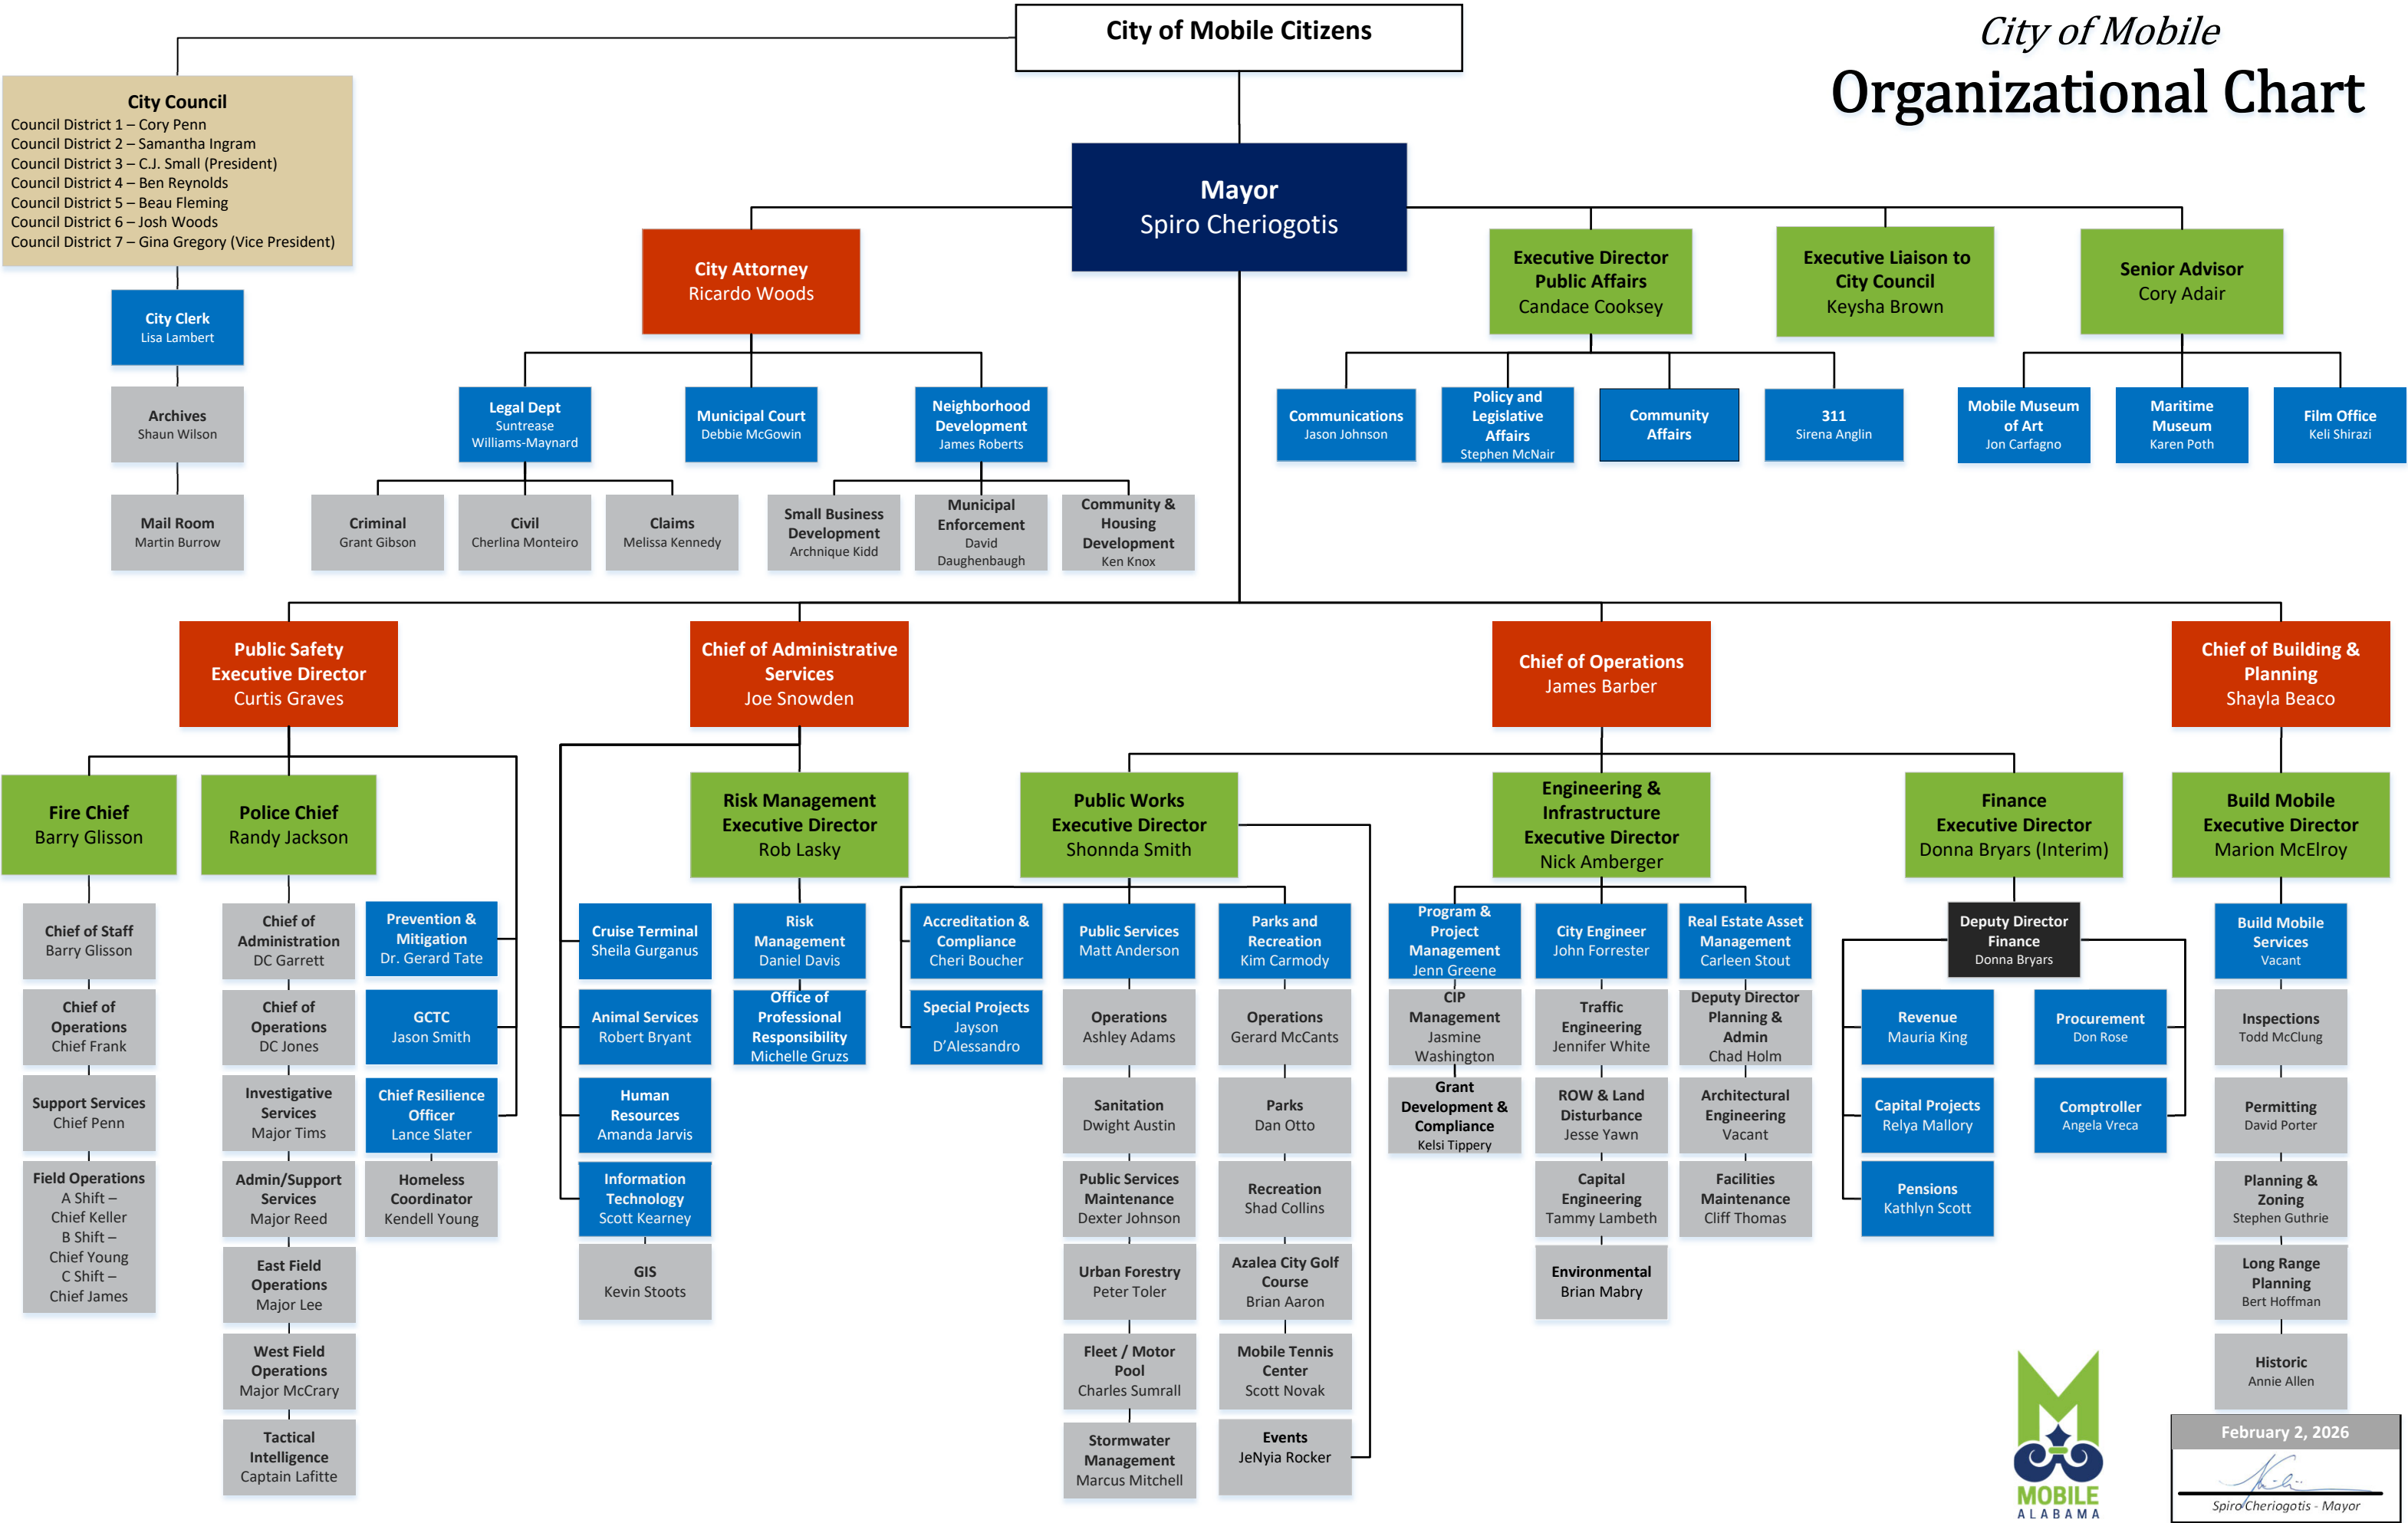 City of Mobile Citizens
City of Mobile
Organizational Chart
City Council
Council District 1 – Cory Penn
Council District 2 – Samantha Ingram
Council District 3 – C.J. Small (President)
Council District 4 – Ben Reynolds
Council District 5 – Beau Fleming
Council District 6 – Josh Woods
Council District 7 – Gina Gregory (Vice President)
Mayor
Spiro Cheriogotis
City Attorney
Ricardo Woods
Executive Director
Public Affairs
Candace Cooksey
Executive Liaison to
City Council
Keysha Brown
Senior Advisor
Cory Adair
City Clerk
Lisa Lambert
Archives
Shaun Wilson
Mail Room
Martin Burrow
Legal Dept
Suntrease
Williams-Maynard
Municipal Court
Debbie McGowin
Neighborhood
Development
James Roberts
Communications
Jason Johnson
Policy and
Legislative
Affairs
Stephen McNair
Community
Affairs
311
Sirena Anglin
Mobile Museum
of Art
Jon Carfagno
Maritime
Museum
Karen Poth
Film Office
Keli Shirazi
Criminal
Grant Gibson
Civil
Cherlina Monteiro
Claims
Melissa Kennedy
Small Business
Development
Archnique Kidd
Municipal
Enforcement
David
Daughenbaugh
Community &
Housing
Development
Ken Knox
Public Safety
Executive Director
Curtis Graves
Chief of Administrative
Services
Joe Snowden
Chief of Operations
James Barber
Chief of Building &
Planning
Shayla Beaco
Fire Chief
Barry Glisson
Police Chief
Randy Jackson
Risk Management
Executive Director
Rob Lasky
Public Works
Executive Director
Shonnda Smith
Engineering &
Infrastructure
Executive Director
Nick Amberger
Finance
Executive Director
Donna Bryars (Interim)
Build Mobile
Executive Director
Marion McElroy
Chief of Staff
Barry Glisson
Chief of
Operations
Chief Frank
Support Services
Chief Penn
Field Operations
A Shift –
Chief Keller
B Shift –
Chief Young
C Shift –
Chief James
Chief of
Administration
DC Garrett
Chief of
Operations
DC Jones
Investigative
Services
Major Tims
Admin/Support
Services
Major Reed
East Field
Operations
Major Lee
West Field
Operations
Major McCrary
Tactical
Intelligence
Captain Lafitte
Prevention &
Mitigation
Dr. Gerard Tate
GCTC
Jason Smith
Chief Resilience
Officer
Lance Slater
Homeless
Coordinator
Kendell Young
Cruise Terminal
Sheila Gurganus
Animal Services
Robert Bryant
Human
Resources
Amanda Jarvis
Information
Technology
Scott Kearney
GIS
Kevin Stoots
Risk
Management
Daniel Davis
Office of
Professional
Responsibility
Michelle Gruzs
Accreditation &
Compliance
Cheri Boucher
Special Projects
Jayson
D’Alessandro
Public Services
Matt Anderson
Operations
Ashley Adams
Sanitation
Dwight Austin
Public Services
Maintenance
Dexter Johnson
Urban Forestry
Peter Toler
Fleet / Motor
Pool
Charles Sumrall
Stormwater
Management
Marcus Mitchell
Parks and
Recreation
Kim Carmody
Operations
Gerard McCants
Parks
Dan Otto
Recreation
Shad Collins
Azalea City Golf
Course
Brian Aaron
Mobile Tennis
Center
Scott Novak
Events
JeNyia Rocker
Program &
Project
Management
Jenn Greene
CIP
Management
Jasmine
Washington
Grant
Development &
Compliance
Kelsi Tippery
City Engineer
John Forrester
Traffic
Engineering
Jennifer White
ROW & Land
Disturbance
Jesse Yawn
Capital
Engineering
Tammy Lambeth
Environmental
Brian Mabry
Real Estate Asset
Management
Carleen Stout
Deputy Director
Planning &
Admin
Chad Holm
Architectural
Engineering
Vacant
Facilities
Maintenance
Cliff Thomas
Deputy Director
Finance
Donna Bryars
Revenue
Mauria King
Capital Projects
Relya Mallory
Pensions
Kathlyn Scott
Procurement
Don Rose
Comptroller
Angela Vreca
Build Mobile
Services
Vacant
Inspections
Todd McClung
Permitting
David Porter
Planning &
Zoning
Stephen Guthrie
Long Range
Planning
Bert Hoffman
Historic
Annie Allen
MOBILE
ALABAMA
February 2, 2026
Spiro Cheriogotis - Mayor